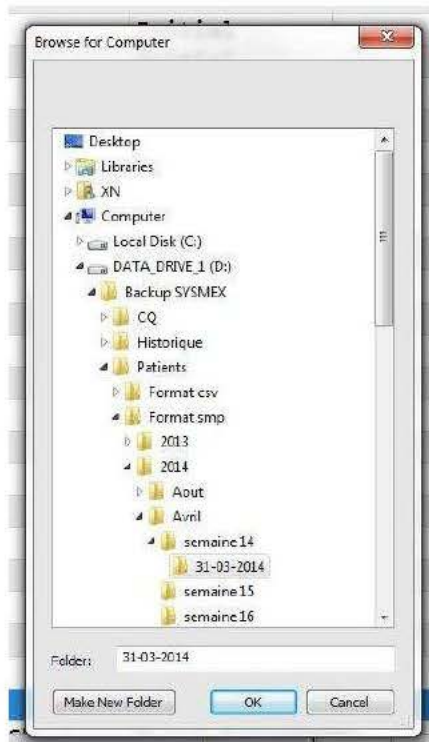 Browse for Computer
Desktop
Libraries
XN
Computer
Local Disk (C:)
DATA_DRIVE_1 (D:)
Backup SYSMEX
CQ
Historique
Patients
Format csv
Format smp
2013
2014
Aout
Avril
semaine 14
31-03-2014
semaine 15
semaine 16
Folder: 31-03-2014
Make New Folder OK Cancel